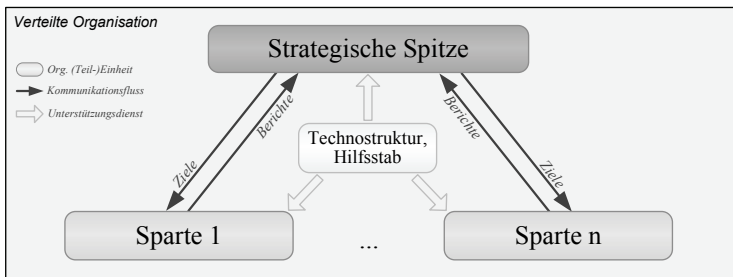 Verteilte Organisation
Strategische Spitze
Org. (Teil-)Einheit
Kommunikationsfluss
Unterstützungsdienst
Ziele
Berichte
Berichte
Ziele
Technostruktur,
Hilfsstab
Sparte 1
...
Sparte n